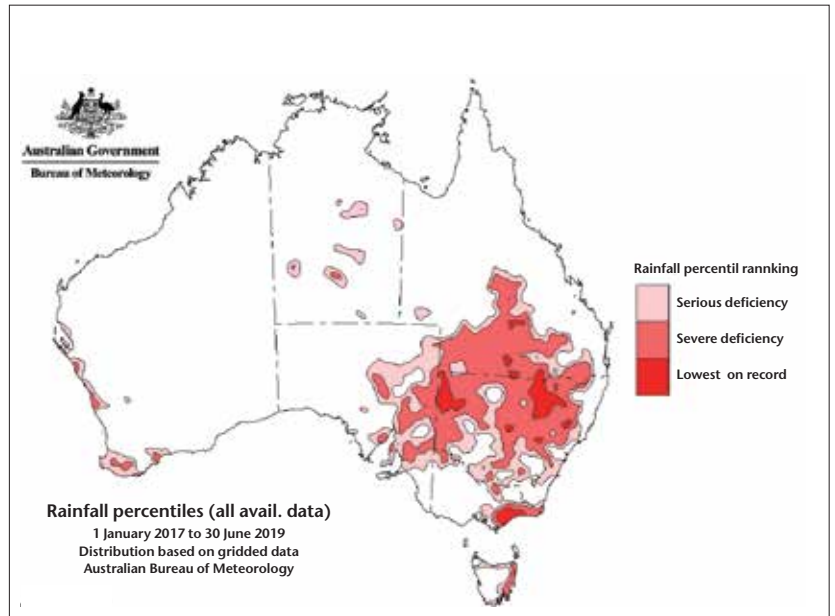 Australian Government
Bureau of Meteorology
Rainfall percentil rannking
Serious deficiency
Severe deficiency
Lowest on record
Rainfall percentiles (all avail. data)
1 January 2017 to 30 June 2019
Distribution based on gridded data
Australian Bureau of Meteorology